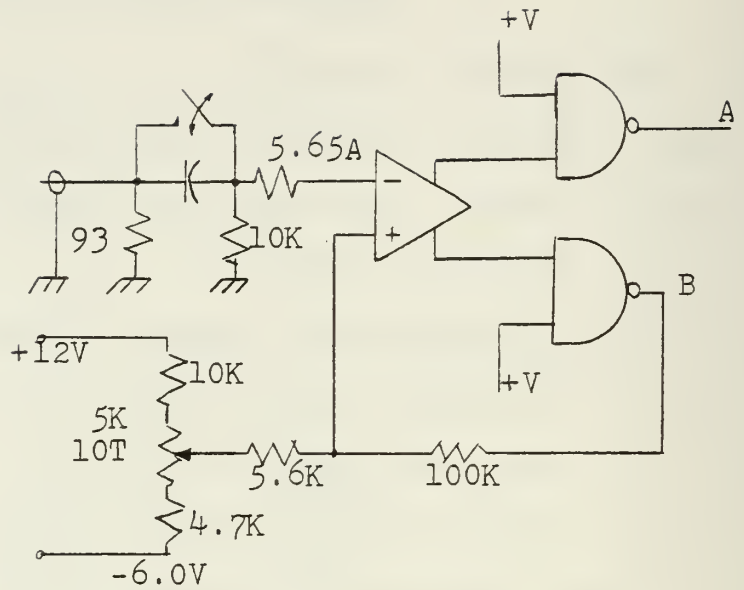 +V
A
5.65A
93
10K
-
+
B
+V
+12V
10K
5K
10T
5.6K
100K
4.7K
-6.0V